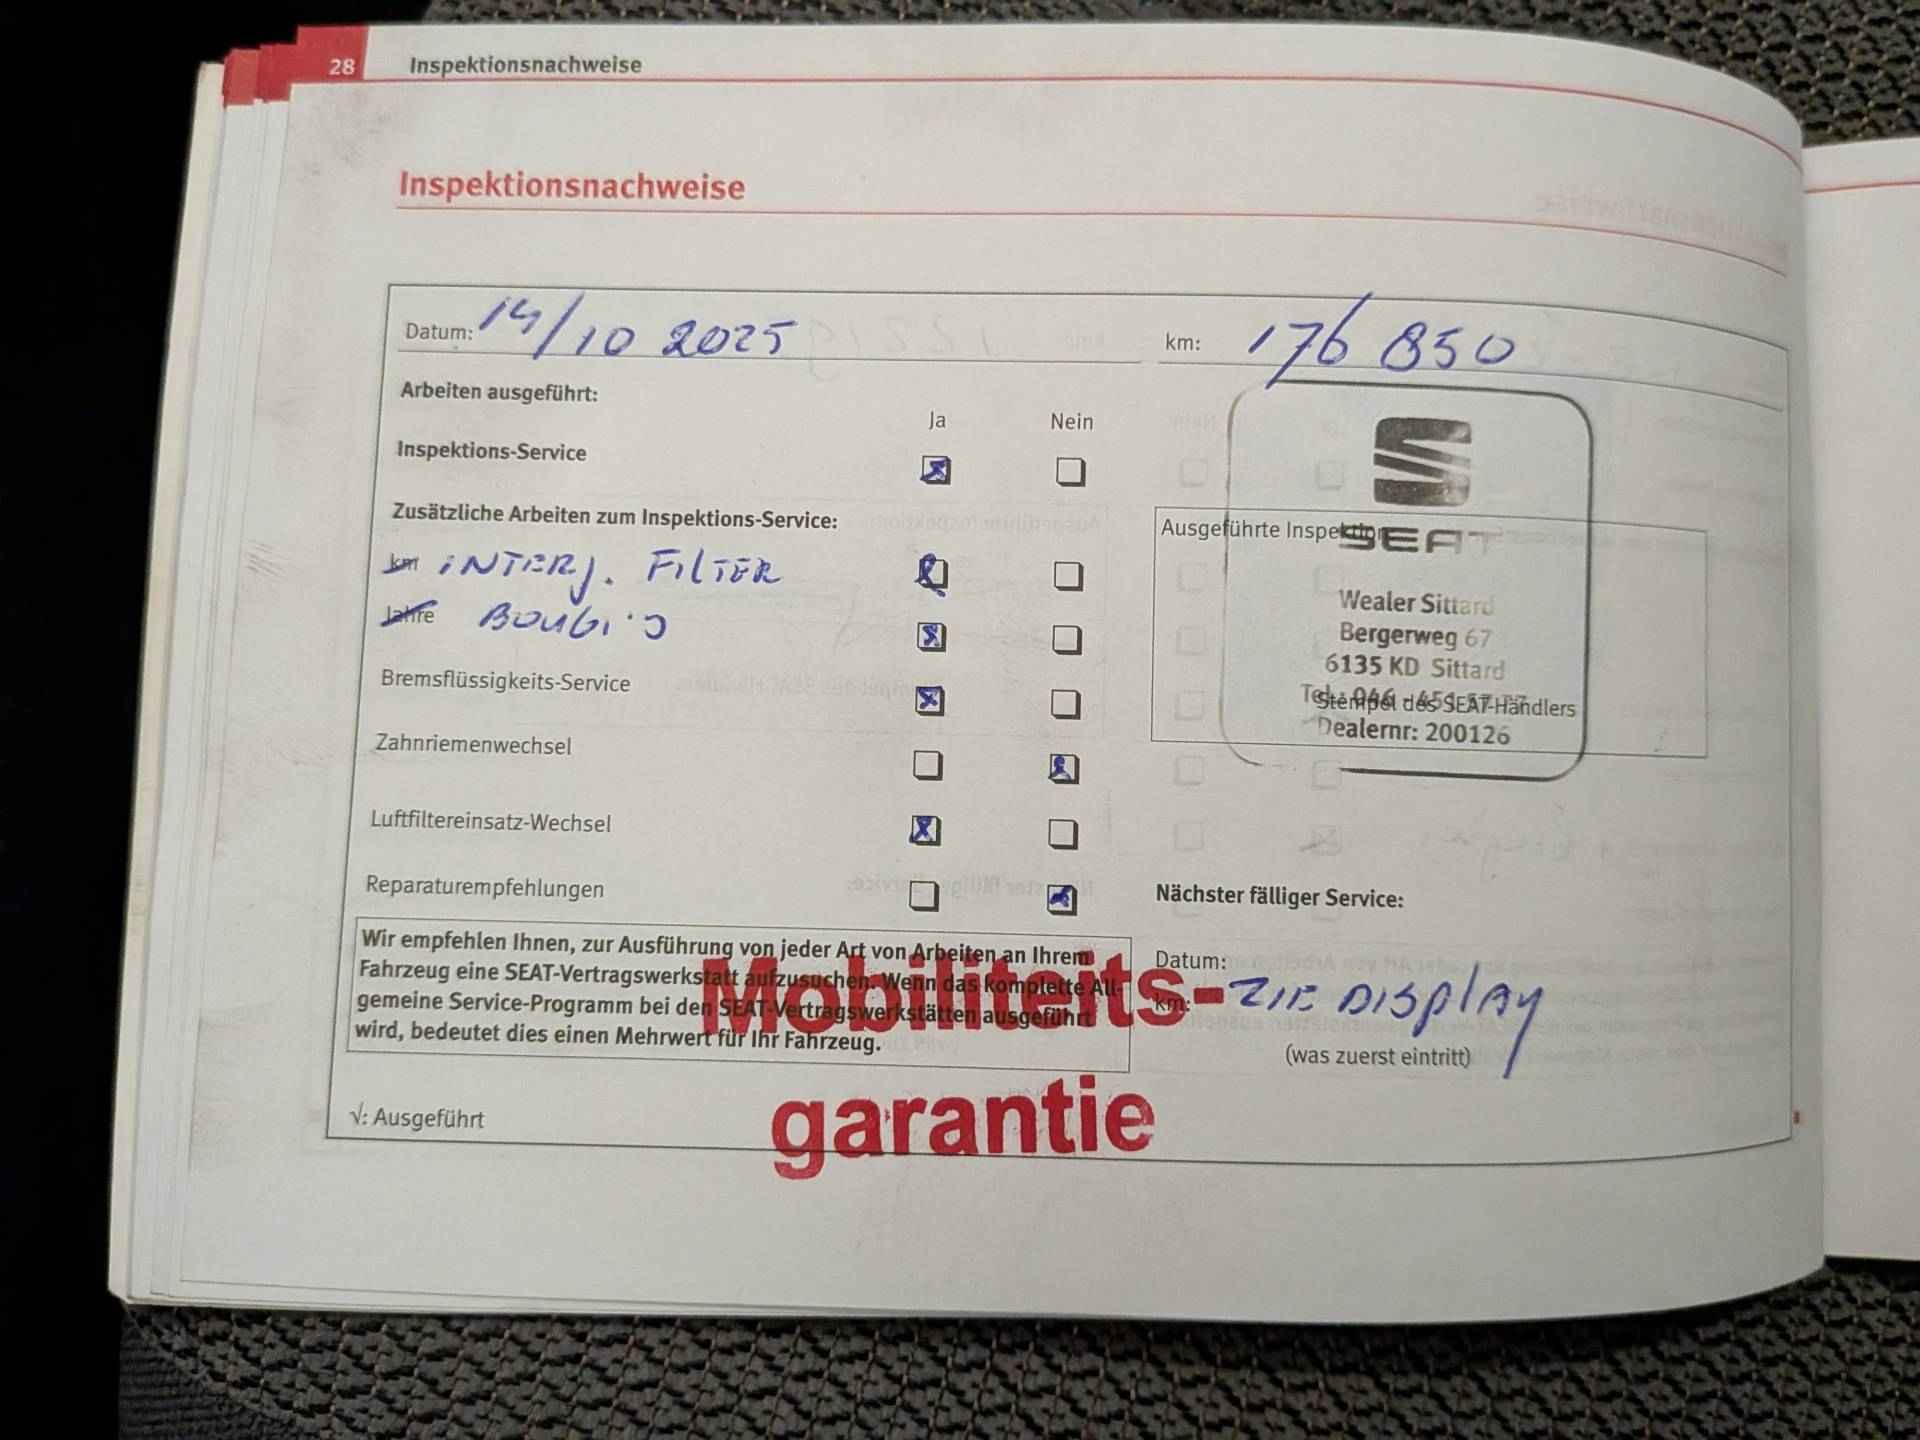 28 Inspektionsnachweise
Inspektionsnachweise
Datum: 14/10 2025 km: 176 850
Arbeiten ausgeführt:
Ja Nein
Inspektions-Service
Zusätzliche Arbeiten zum Inspektions-Service:
km INTERJ. FILTER
Jahre BOUGI'S
Bremsflüssigkeits-Service
Zahnriemenwechsel
Luftfiltereinsatz-Wechsel
Reparaturempfehlungen
Wir empfehlen Ihnen, zur Ausführung von jeder Art von Arbeiten an Ihrem
Fahrzeug eine SEAT-Vertragswerkstatt aufzusuchen. Wenn das komplette All-
gemeine Service-Programm bei den SEAT-Vertragswerkstätten ausgeführt
wird, bedeutet dies einen Mehrwert für Ihr Fahrzeug.
√: Ausgeführt
Ausgeführte Inspektion
SEAT
Wealer Sittard
Bergerweg 67
6135 KD Sittard
Tel.: 046 -
Stempel des SEAT-Händlers
Dealernr: 200126
Nächster fälliger Service:
Datum:
km: ZIE DISPLAY
(was zuerst eintritt)
Mobiliteits-
garantie